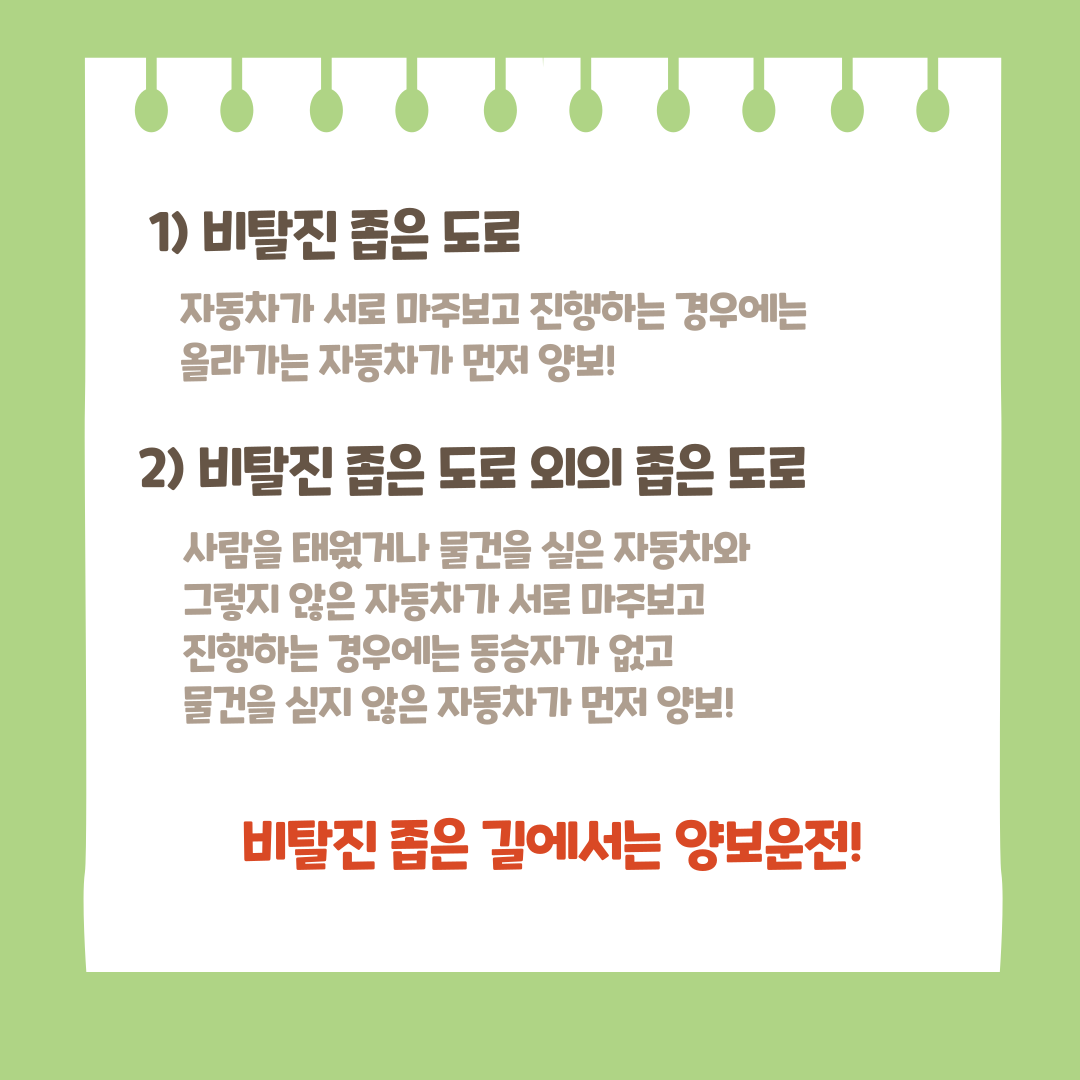 1) 비탈진 좁은 도로
자동차가 서로 마주보고 진행하는 경우에는
올라가는 자동차가 먼저 양보!
2) 비탈진 좁은 도로 외의 좁은 도로
사람을 태웠거나 물건을 실은 자동차와
그렇지 않은 자동차가 서로 마주보고
진행하는 경우에는 동승자가 없고
물건을 싣지 않은 자동차가 먼저 양보!
비탈진 좁은 길에서는 양보운전!